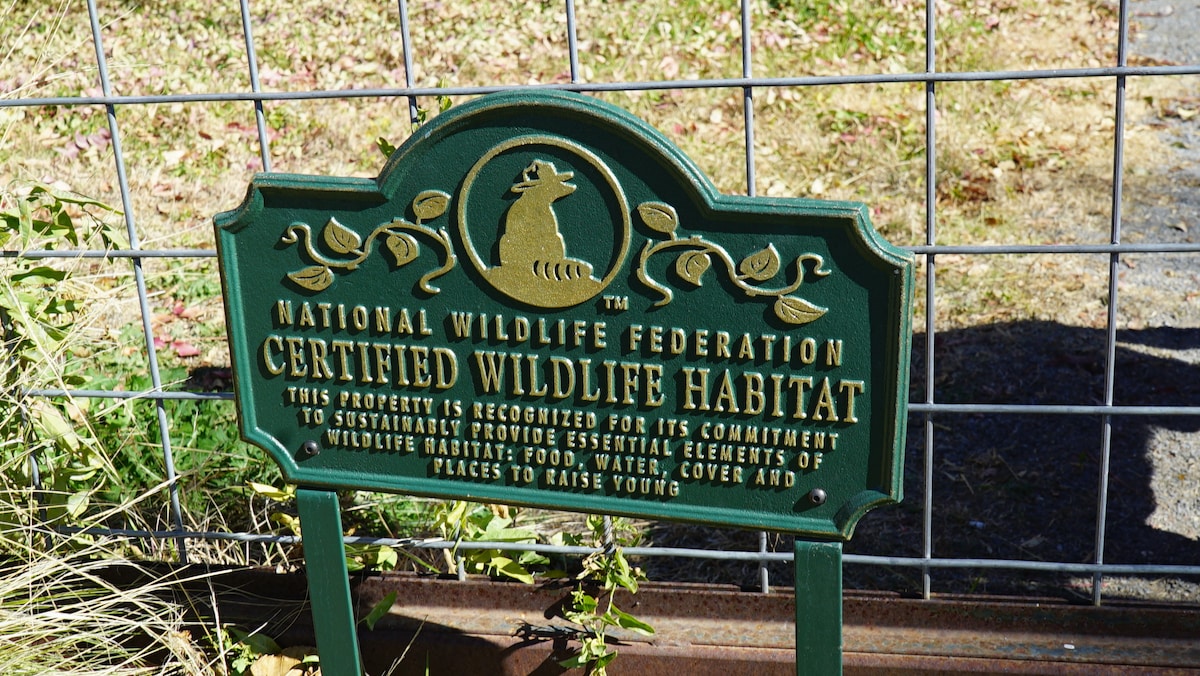 TM
NATIONAL WILDLIFE FEDERATION
CERTIFIED WILDLIFE HABITAT
THIS PROPERTY IS RECOGNIZED FOR ITS COMMITMENT
TO SUSTAINABLY PROVIDE ESSENTIAL ELEMENTS OF
WILDLIFE HABITAT: FOOD, WATER, COVER AND
PLACES TO RAISE YOUNG